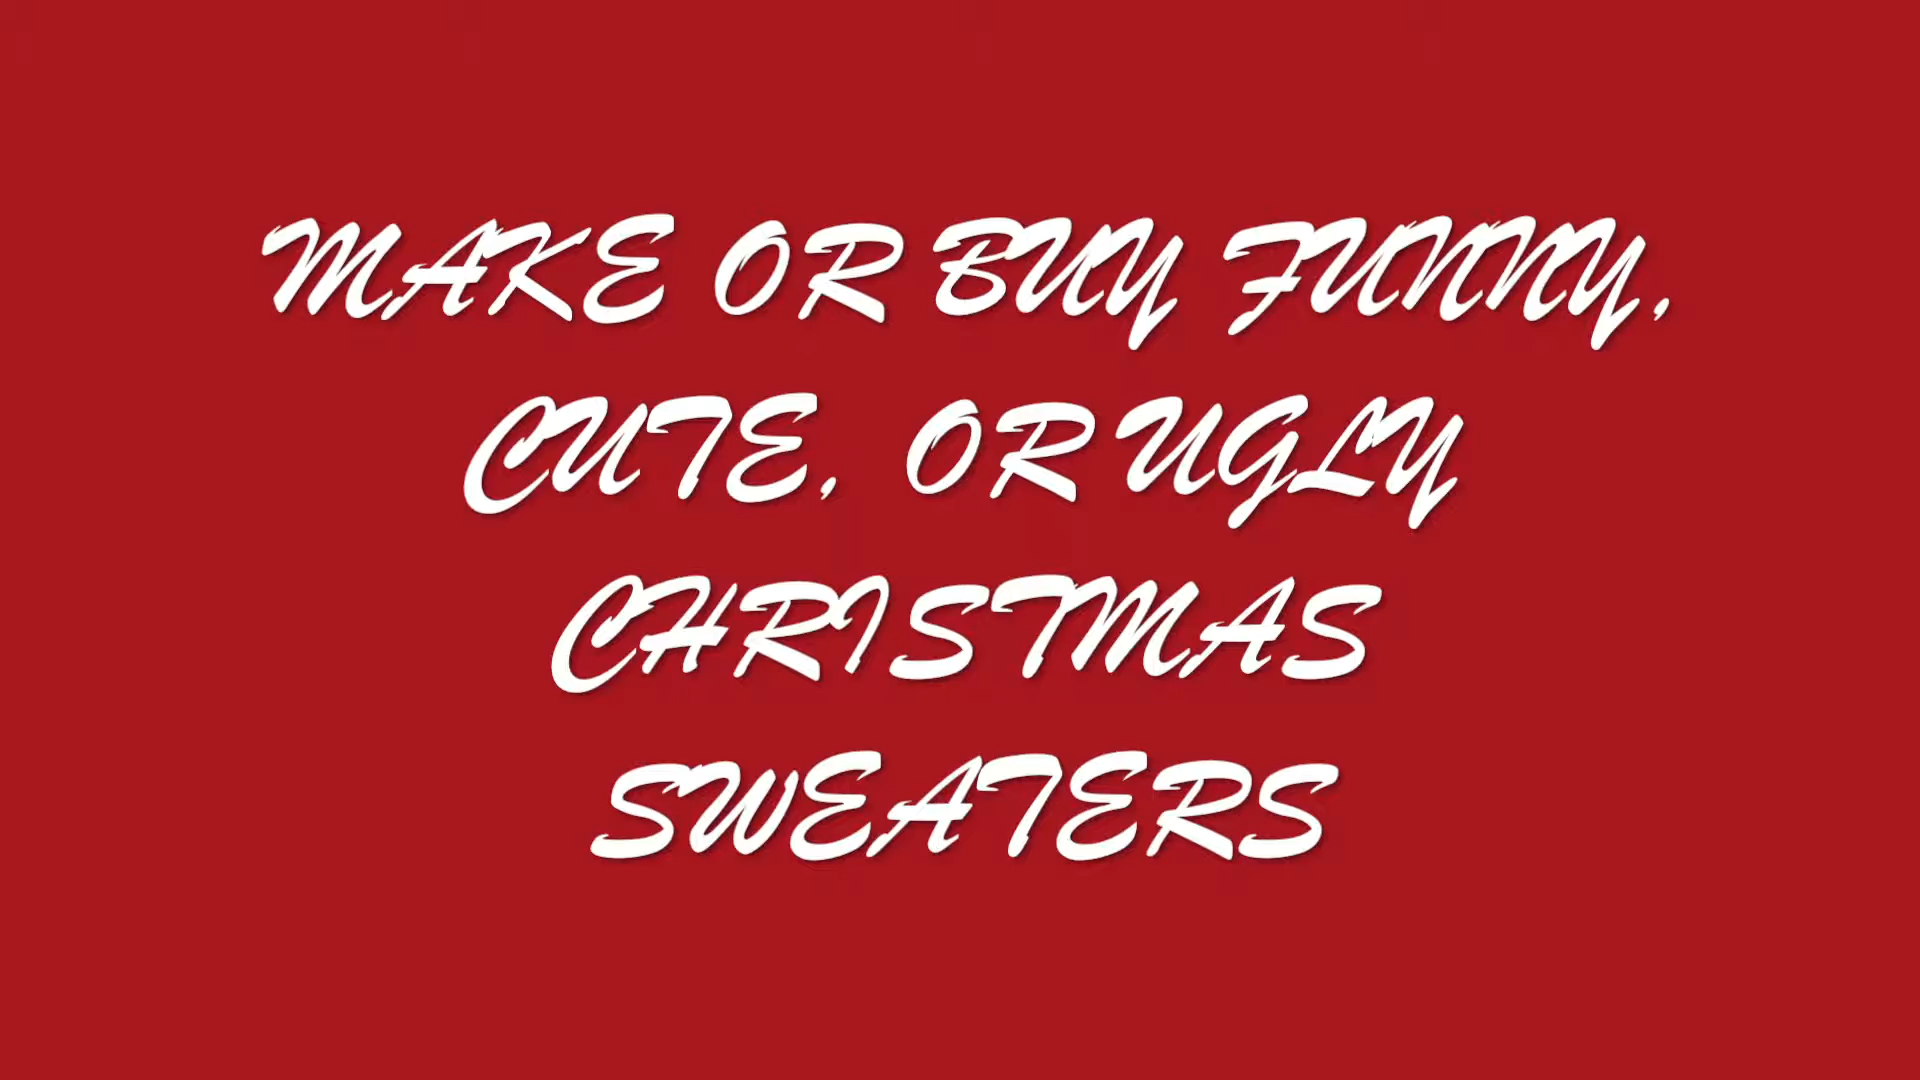 MAKE OR BUY FUNNY,
CUTE, OR UGLY
CHRISTMAS
SWEATERS